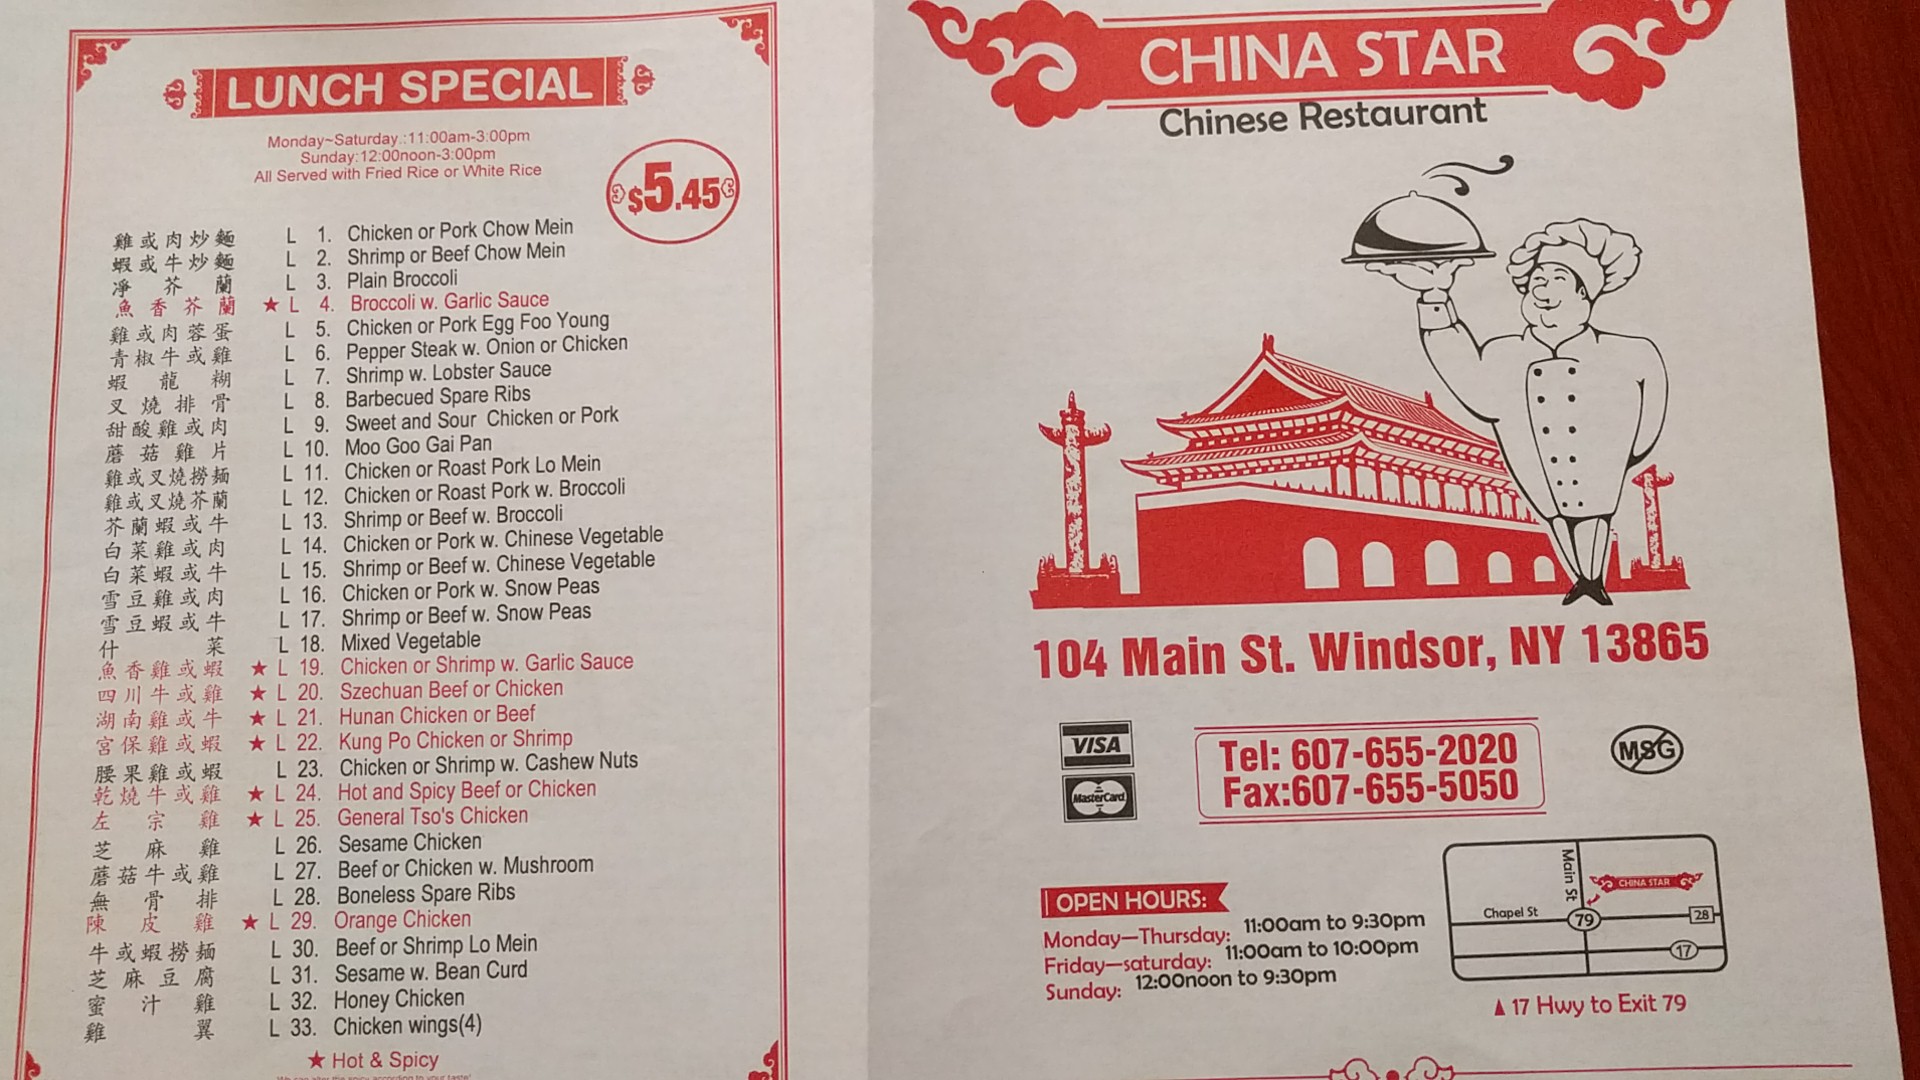 LUNCH SPECIAL
Monday~Saturday.:11:00am-3:00pm
Sunday:12:00noon-3:00pm
All Served with Fried Rice or White Rice
$5.45
雞或肉炒麵 L 1. Chicken or Pork Chow Mein
蝦或牛炒麵 L 2. Shrimp or Beef Chow Mein
淨芥蘭 L 3. Plain Broccoli
魚香芥蘭 ★ L 4. Broccoli w. Garlic Sauce
雞或肉蓉蛋 L 5. Chicken or Pork Egg Foo Young
青椒牛或雞 L 6. Pepper Steak w. Onion or Chicken
蝦龍糊 L 7. Shrimp w. Lobster Sauce
叉燒排骨 L 8. Barbecued Spare Ribs
甜酸雞或肉 L 9. Sweet and Sour Chicken or Pork
蘑菇雞片 L 10. Moo Goo Gai Pan
雞或叉燒撈麵 L 11. Chicken or Roast Pork Lo Mein
雞或叉燒芥蘭 L 12. Chicken or Roast Pork w. Broccoli
芥蘭蝦或牛 L 13. Shrimp or Beef w. Broccoli
白菜雞或肉 L 14. Chicken or Pork w. Chinese Vegetable
白菜蝦或牛 L 15. Shrimp or Beef w. Chinese Vegetable
雪豆雞或肉 L 16. Chicken or Pork w. Snow Peas
雪豆蝦或牛 L 17. Shrimp or Beef w. Snow Peas
什菜 L 18. Mixed Vegetable
魚香雞或蝦 ★ L 19. Chicken or Shrimp w. Garlic Sauce
四川牛或雞 ★ L 20. Szechuan Beef or Chicken
湖南雞或牛 ★ L 21. Hunan Chicken or Beef
宮保雞或蝦 ★ L 22. Kung Po Chicken or Shrimp
腰果雞或蝦 L 23. Chicken or Shrimp w. Cashew Nuts
乾燒牛或雞 ★ L 24. Hot and Spicy Beef or Chicken
左宗雞 ★ L 25. General Tso's Chicken
芝麻雞 L 26. Sesame Chicken
蘑菇牛或雞 L 27. Beef or Chicken w. Mushroom
無骨排 L 28. Boneless Spare Ribs
陳皮雞 ★ L 29. Orange Chicken
牛或蝦撈麵 L 30. Beef or Shrimp Lo Mein
芝麻豆腐 L 31. Sesame w. Bean Curd
蜜汁雞 L 32. Honey Chicken
雞翼 L 33. Chicken wings(4)
★ Hot & Spicy
We can alter the spicy according to your taste!
CHINA STAR
Chinese Restaurant
104 Main St. Windsor, NY 13865
VISA
MasterCard
Tel: 607-655-2020
Fax:607-655-5050
MSG
OPEN HOURS:
Monday—Thursday: 11:00am to 9:30pm
Friday—saturday: 11:00am to 10:00pm
Sunday: 12:00noon to 9:30pm
Main St
CHINA STAR
Chapel St
79
28
17
▲ 17 Hwy to Exit 79